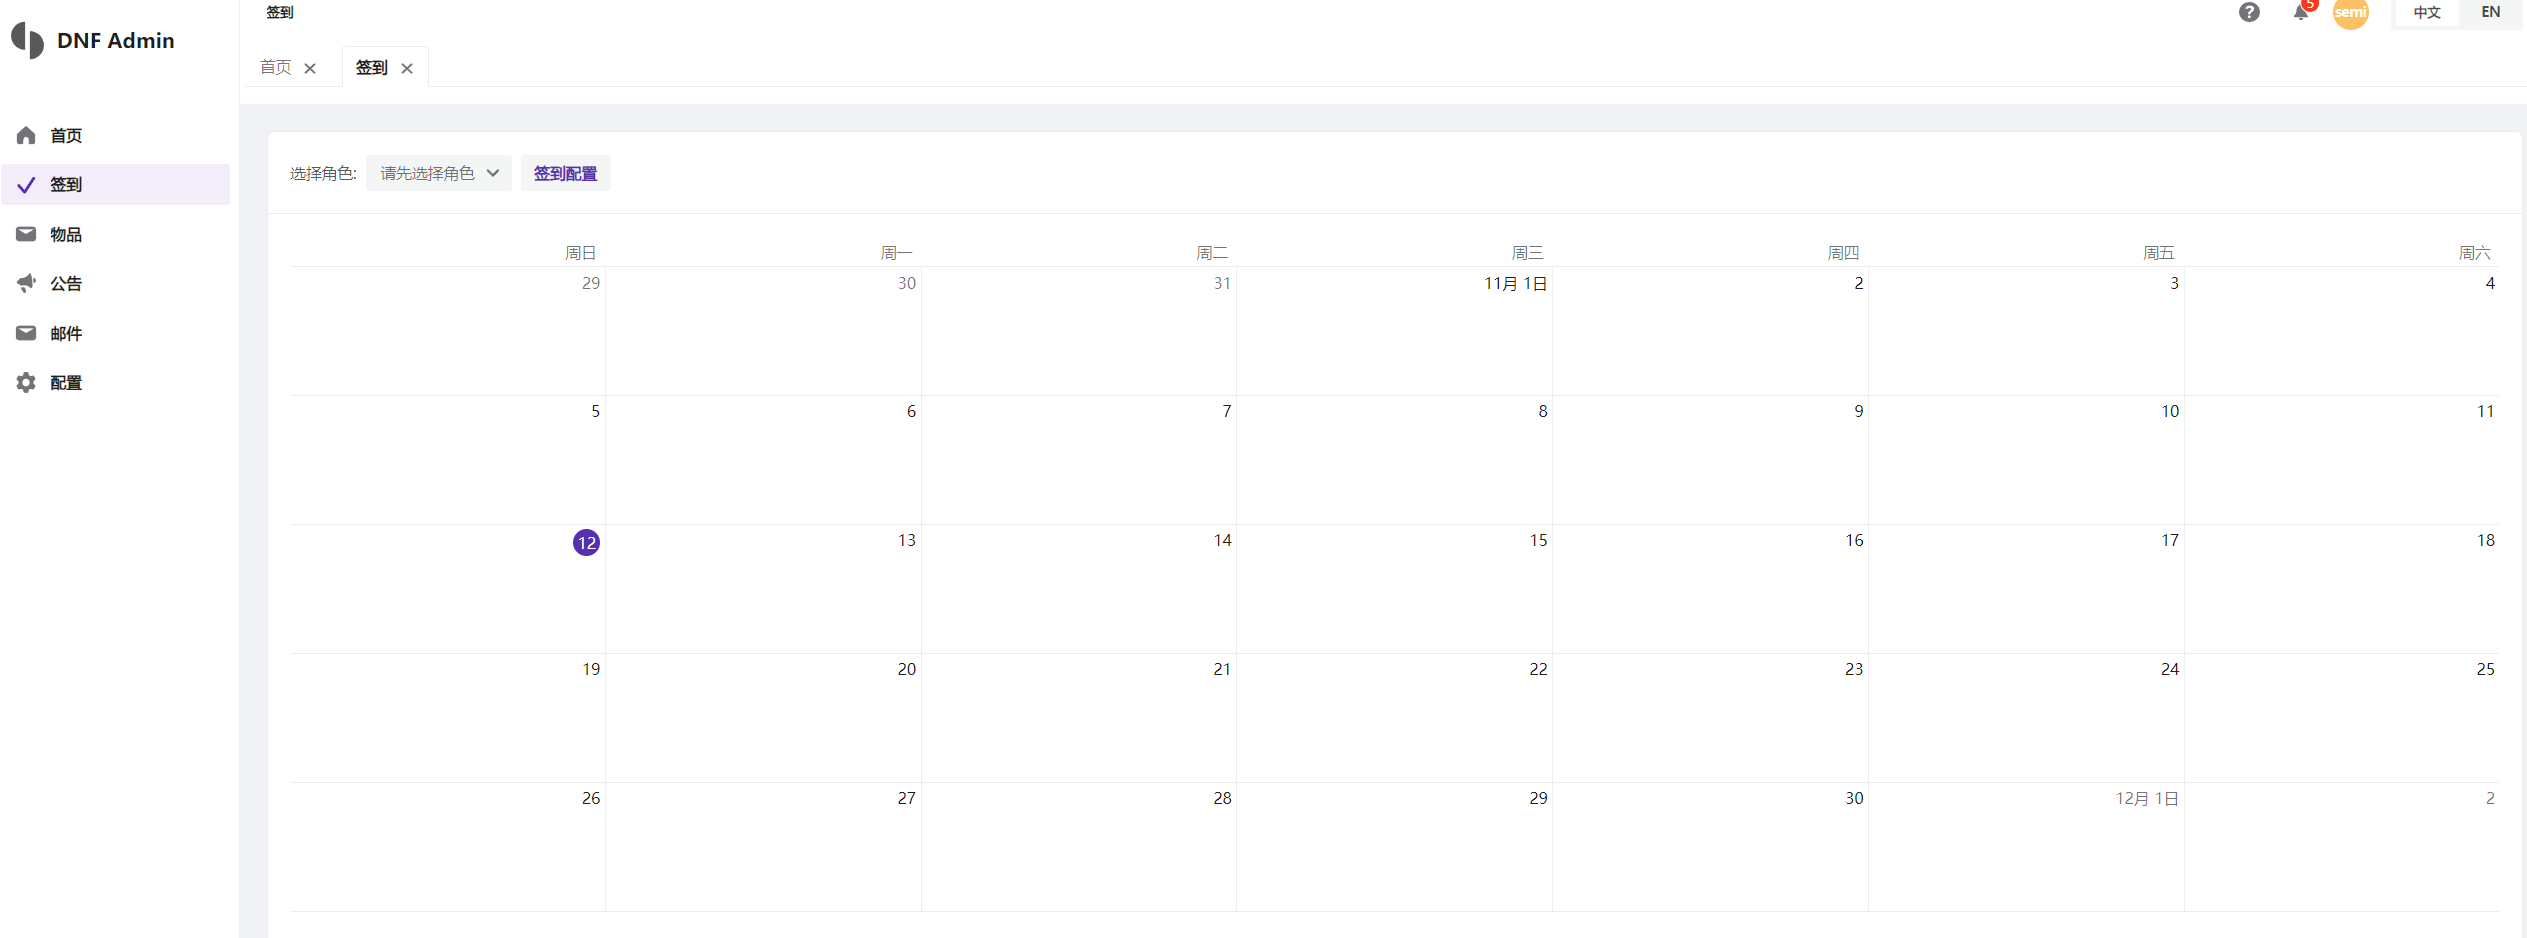 DNF Admin
首页
签到
物品
公告
邮件
配置
签到
5
semi
中文
EN
首页
签到
选择角色: 请先选择角色 签到配置
周日 周一 周二 周三 周四 周五 周六
29 30 31 11月 1日 2 3 4
5 6 7 8 9 10 11
12 13 14 15 16 17 18
19 20 21 22 23 24 25
26 27 28 29 30 12月 1日 2